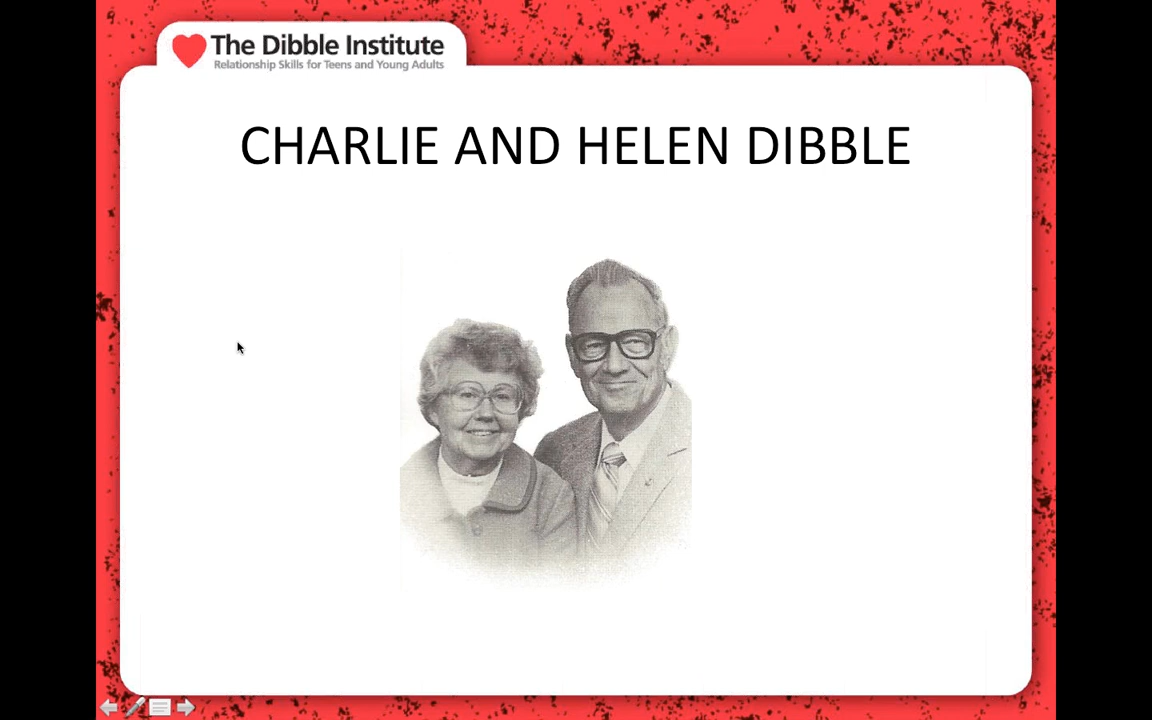 The Dibble Institute
Relationship Skills for Teens and Young Adults
CHARLIE AND HELEN DIBBLE